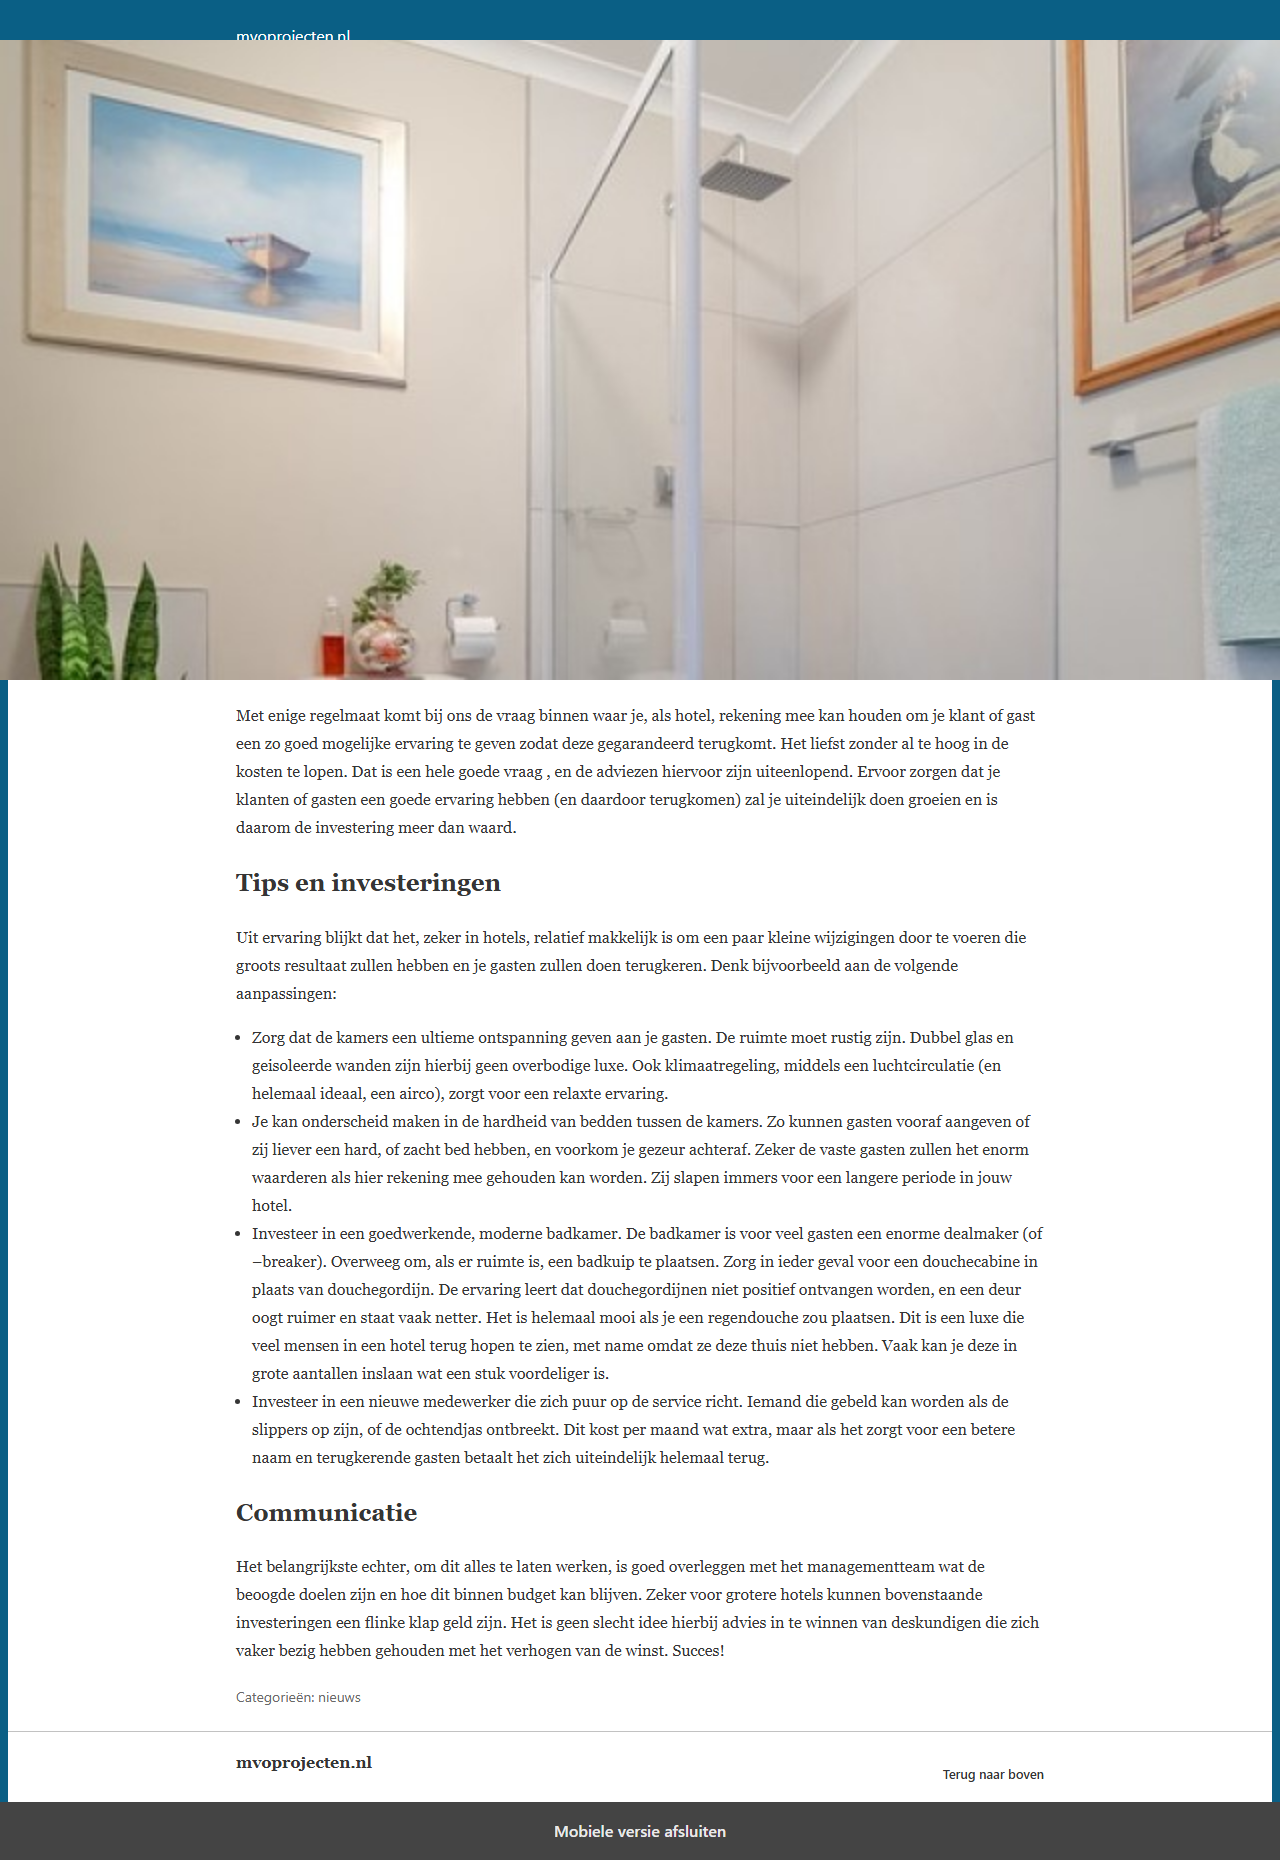 mvoprojecten.nl
Met enige regelmaat komt bij ons de vraag binnen waar je, als hotel, rekening mee kan houden om je klant of gast
een zo goed mogelijke ervaring te geven zodat deze gegarandeerd terugkomt. Het liefst zonder al te hoog in de
kosten te lopen. Dat is een hele goede vraag , en de adviezen hiervoor zijn uiteenlopend. Ervoor zorgen dat je
klanten of gasten een goede ervaring hebben (en daardoor terugkomen) zal je uiteindelijk doen groeien en is
daarom de investering meer dan waard.
Tips en investeringen
Uit ervaring blijkt dat het, zeker in hotels, relatief makkelijk is om een paar kleine wijzigingen door te voeren die
groots resultaat zullen hebben en je gasten zullen doen terugkeren. Denk bijvoorbeeld aan de volgende
aanpassingen:
• Zorg dat de kamers een ultieme ontspanning geven aan je gasten. De ruimte moet rustig zijn. Dubbel glas en
geisoleerde wanden zijn hierbij geen overbodige luxe. Ook klimaatregeling, middels een luchtcirculatie (en
helemaal ideaal, een airco), zorgt voor een relaxte ervaring.
• Je kan onderscheid maken in de hardheid van bedden tussen de kamers. Zo kunnen gasten vooraf aangeven of
zij liever een hard, of zacht bed hebben, en voorkom je gezeur achteraf. Zeker de vaste gasten zullen het enorm
waarderen als hier rekening mee gehouden kan worden. Zij slapen immers voor een langere periode in jouw
hotel.
• Investeer in een goedwerkende, moderne badkamer. De badkamer is voor veel gasten een enorme dealmaker (of
–breaker). Overweeg om, als er ruimte is, een badkuip te plaatsen. Zorg in ieder geval voor een douchecabine in
plaats van douchegordijn. De ervaring leert dat douchegordijnen niet positief ontvangen worden, en een deur
oogt ruimer en staat vaak netter. Het is helemaal mooi als je een regendouche zou plaatsen. Dit is een luxe die
veel mensen in een hotel terug hopen te zien, met name omdat ze deze thuis niet hebben. Vaak kan je deze in
grote aantallen inslaan wat een stuk voordeliger is.
• Investeer in een nieuwe medewerker die zich puur op de service richt. Iemand die gebeld kan worden als de
slippers op zijn, of de ochtendjas ontbreekt. Dit kost per maand wat extra, maar als het zorgt voor een betere
naam en terugkerende gasten betaalt het zich uiteindelijk helemaal terug.
Communicatie
Het belangrijkste echter, om dit alles te laten werken, is goed overleggen met het managementteam wat de
beoogde doelen zijn en hoe dit binnen budget kan blijven. Zeker voor grotere hotels kunnen bovenstaande
investeringen een flinke klap geld zijn. Het is geen slecht idee hierbij advies in te winnen van deskundigen die zich
vaker bezig hebben gehouden met het verhogen van de winst. Succes!
Categorieën: nieuws
mvoprojecten.nl
Terug naar boven
Mobiele versie afsluiten